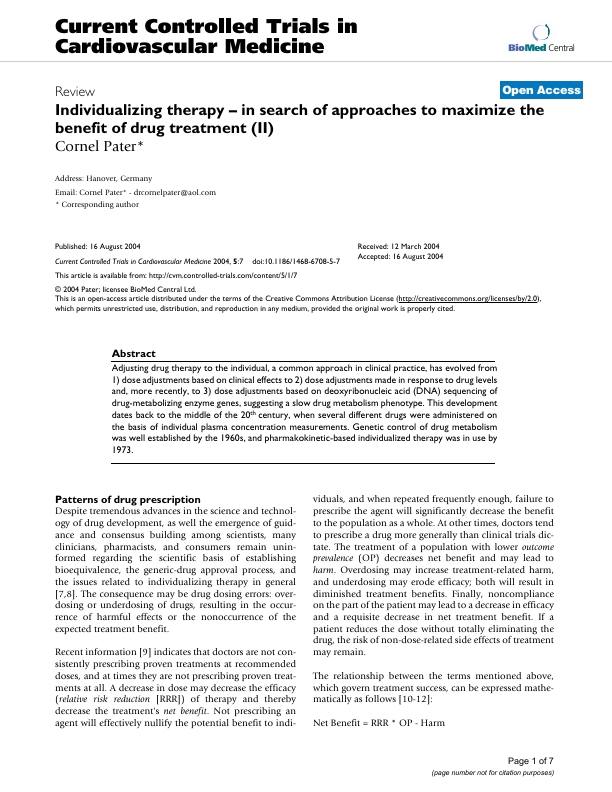 Current Controlled Trials in
Cardiovascular Medicine
BioMed Central
Review
Open Access
Individualizing therapy – in search of approaches to maximize the
benefit of drug treatment (II)
Cornel Pater*
Address: Hanover, Germany
Email: Cornel Pater* - drcornelpater@aol.com
* Corresponding author
Published: 16 August 2004
Current Controlled Trials in Cardiovascular Medicine 2004, 5:7 doi:10.1186/1468-6708-5-7
This article is available from: http://cvm.controlled-trials.com/content/5/1/7
Received: 12 March 2004
Accepted: 16 August 2004
© 2004 Pater; licensee BioMed Central Ltd.
This is an open-access article distributed under the terms of the Creative Commons Attribution License (http://creativecommons.org/licenses/by/2.0),
which permits unrestricted use, distribution, and reproduction in any medium, provided the original work is properly cited.
Abstract
Adjusting drug therapy to the individual, a common approach in clinical practice, has evolved from
1) dose adjustments based on clinical effects to 2) dose adjustments made in response to drug levels
and, more recently, to 3) dose adjustments based on deoxyribonucleic acid (DNA) sequencing of
drug-metabolizing enzyme genes, suggesting a slow drug metabolism phenotype. This development
dates back to the middle of the 20th century, when several different drugs were administered on
the basis of individual plasma concentration measurements. Genetic control of drug metabolism
was well established by the 1960s, and pharmakokinetic-based individualized therapy was in use by
1973.
Patterns of drug prescription
Despite tremendous advances in the science and technol-
ogy of drug development, as well the emergence of guid-
ance and consensus building among scientists, many
clinicians, pharmacists, and consumers remain unin-
formed regarding the scientific basis of establishing
bioequivalence, the generic-drug approval process, and
the issues related to individualizing therapy in general
[7,8]. The consequence may be drug dosing errors: over-
dosing or underdosing of drugs, resulting in the occur-
rence of harmful effects or the nonoccurrence of the
expected treatment benefit.
Recent information [9] indicates that doctors are not con-
sistently prescribing proven treatments at recommended
doses, and at times they are not prescribing proven treat-
ments at all. A decrease in dose may decrease the efficacy
(relative risk reduction [RRR]) of therapy and thereby
decrease the treatment's net benefit. Not prescribing an
agent will effectively nullify the potential benefit to indi-
viduals, and when repeated frequently enough, failure to
prescribe the agent will significantly decrease the benefit
to the population as a whole. At other times, doctors tend
to prescribe a drug more generally than clinical trials dic-
tate. The treatment of a population with lower outcome
prevalence (OP) decreases net benefit and may lead to
harm. Overdosing may increase treatment-related harm,
and underdosing may erode efficacy; both will result in
diminished treatment benefits. Finally, noncompliance
on the part of the patient may lead to a decrease in efficacy
and a requisite decrease in net treatment benefit. If a
patient reduces the dose without totally eliminating the
drug, the risk of non-dose-related side effects of treatment
may remain.
The relationship between the terms mentioned above,
which govern treatment success, can be expressed mathe-
matically as follows [10-12]:
Net Benefit = RRR * OP - Harm
Page 1 of 7
(page number not for citation purposes)